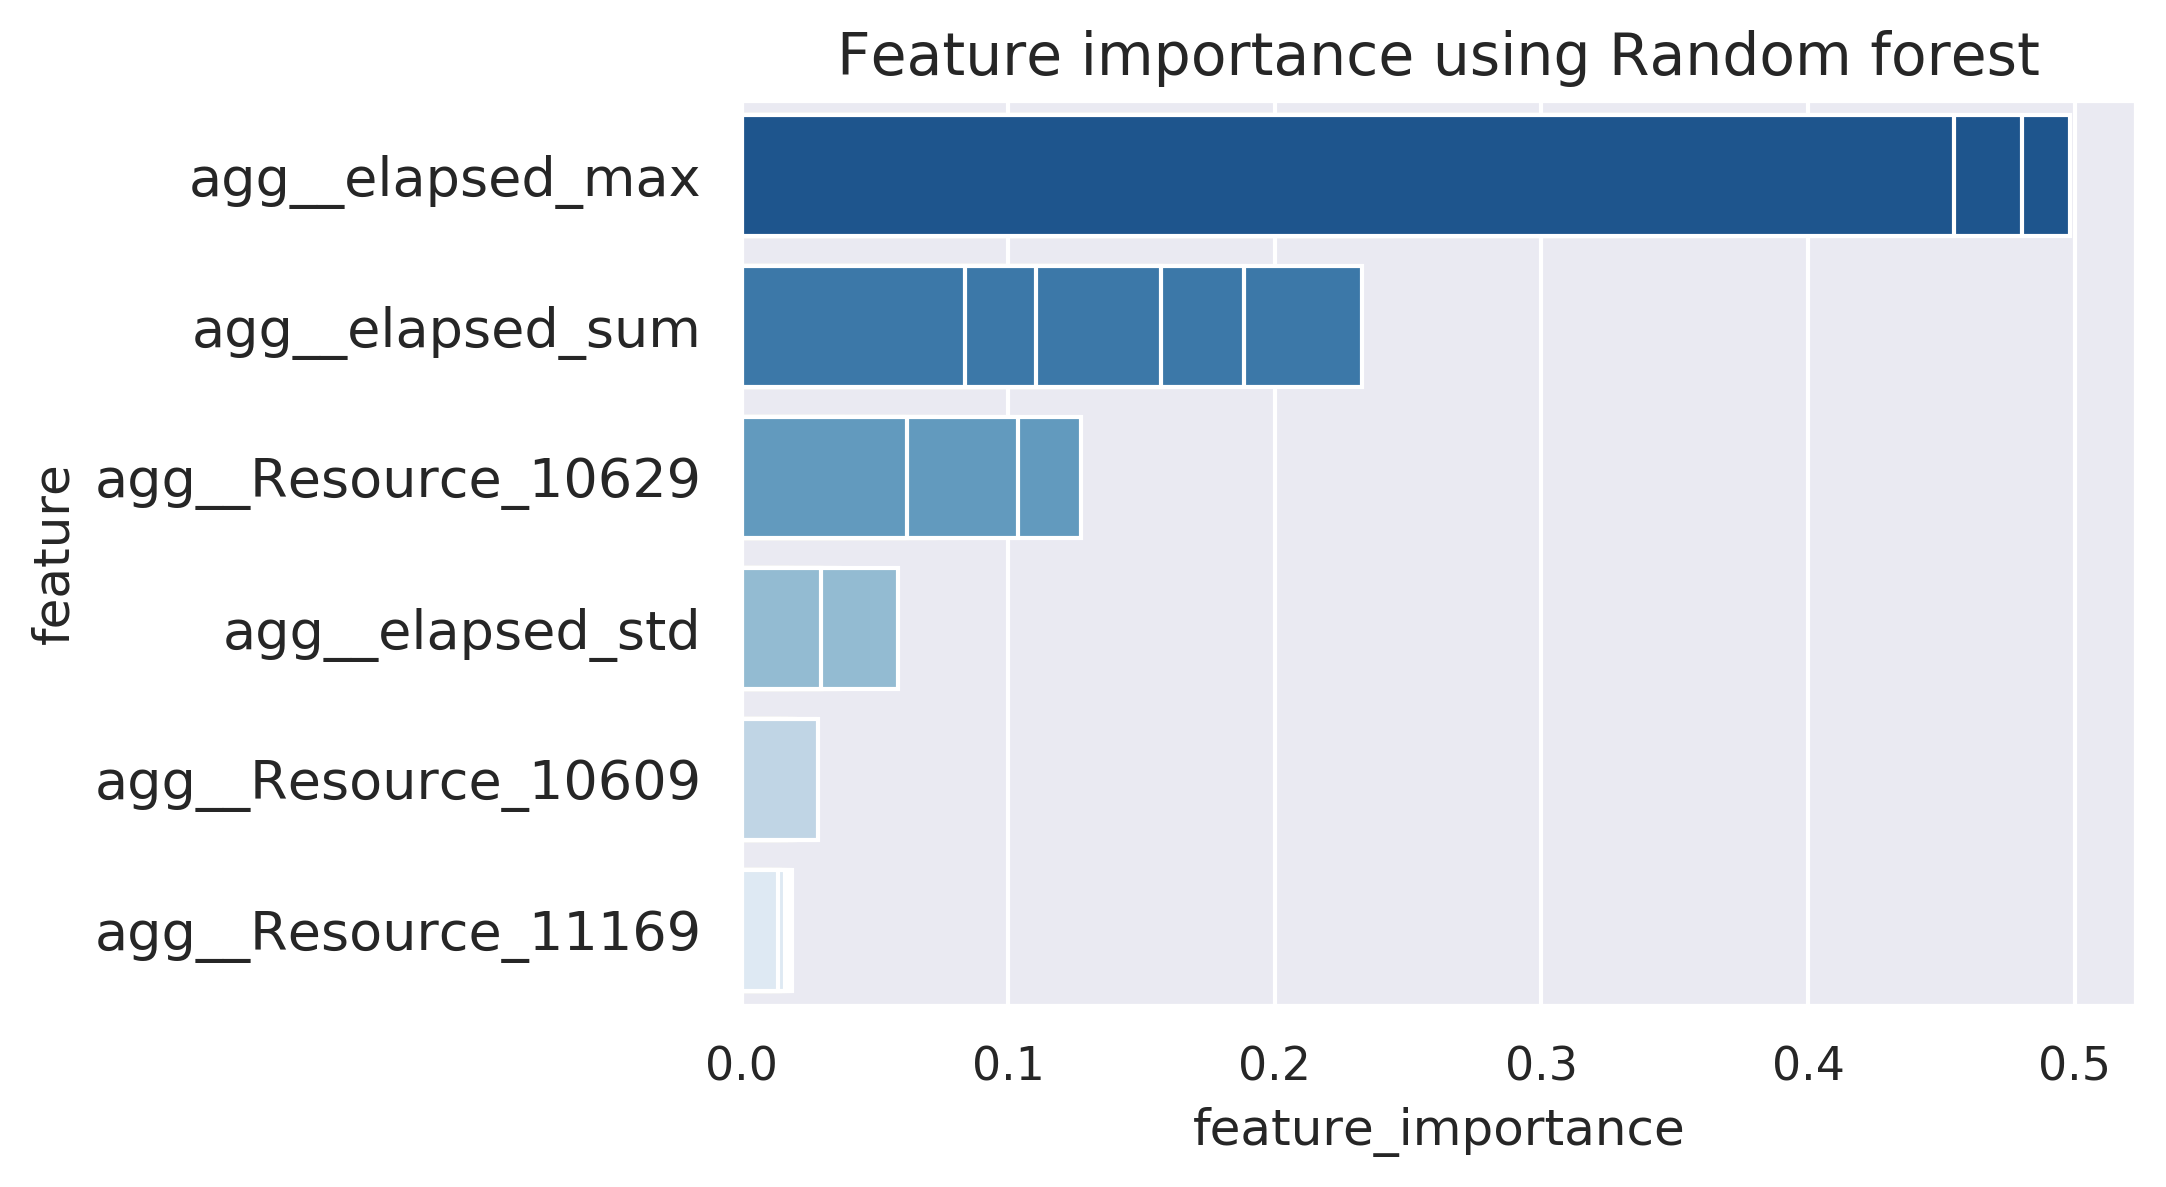 Feature importance using Random forest
agg__elapsed_max
agg__elapsed_sum
agg__Resource_10629
agg__elapsed_std
agg__Resource_10609
agg__Resource_11169
feature
0.0 0.1 0.2 0.3 0.4 0.5
feature_importance